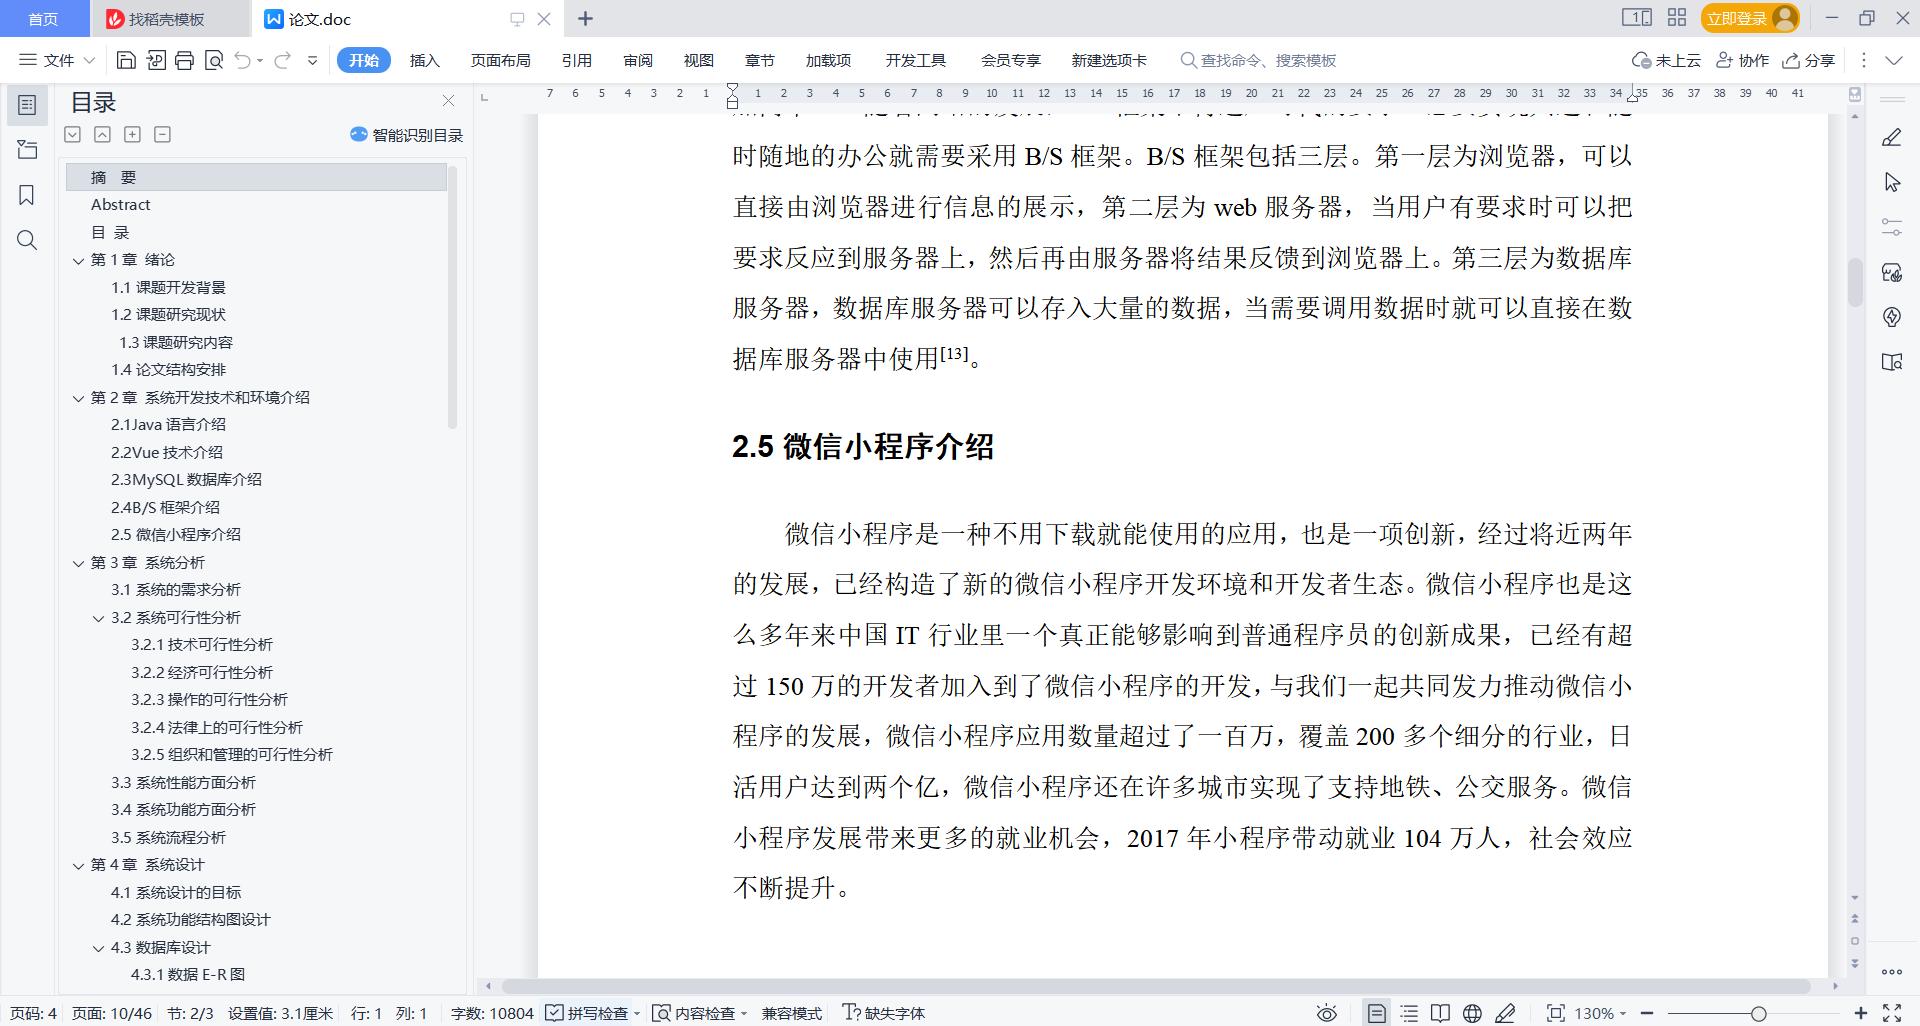 首页
找稻壳模板
论文.doc
1
立即登录
文件
开始
插入
页面布局
引用
审阅
视图
章节
加载项
开发工具
会员专享
新建选项卡
查找命令、搜索模板
未上云
协作
分享
目录
智能识别目录
7 6 5 4 3 2 1 1 2 3 4 5 6 7 8 9 10 11 12 13 14 15 16 17 18 19 20 21 22 23 24 25 26 27 28 29 30 31 32 33 34 35 36 37 38 39 40 41
摘 要
Abstract
目 录
第 1 章 绪论
1.1 课题开发背景
1.2 课题研究现状
1.3 课题研究内容
1.4 论文结构安排
第 2 章 系统开发技术和环境介绍
2.1Java 语言介绍
2.2Vue 技术介绍
2.3MySQL 数据库介绍
2.4B/S 框架介绍
2.5 微信小程序介绍
第 3 章 系统分析
3.1 系统的需求分析
3.2 系统可行性分析
3.2.1 技术可行性分析
3.2.2 经济可行性分析
3.2.3 操作的可行性分析
3.2.4 法律上的可行性分析
3.2.5 组织和管理的可行性分析
3.3 系统性能方面分析
3.4 系统功能方面分析
3.5 系统流程分析
第 4 章 系统设计
4.1 系统设计的目标
4.2 系统功能结构图设计
4.3 数据库设计
4.3.1 数据 E-R 图
时随地的办公就需要采用 B/S 框架。B/S 框架包括三层。第一层为浏览器，可以
直接由浏览器进行信息的展示，第二层为 web 服务器，当用户有要求时可以把
要求反应到服务器上，然后再由服务器将结果反馈到浏览器上。第三层为数据库
服务器，数据库服务器可以存入大量的数据，当需要调用数据时就可以直接在数
据库服务器中使用[13]。
2.5 微信小程序介绍
微信小程序是一种不用下载就能使用的应用，也是一项创新，经过将近两年
的发展，已经构造了新的微信小程序开发环境和开发者生态。微信小程序也是这
么多年来中国 IT 行业里一个真正能够影响到普通程序员的创新成果，已经有超
过 150 万的开发者加入到了微信小程序的开发，与我们一起共同发力推动微信小
程序的发展，微信小程序应用数量超过了一百万，覆盖 200 多个细分的行业，日
活用户达到两个亿，微信小程序还在许多城市实现了支持地铁、公交服务。微信
小程序发展带来更多的就业机会，2017 年小程序带动就业 104 万人，社会效应
不断提升。
页码: 4 页面: 10/46 节: 2/3 设置值: 3.1厘米 行: 1 列: 1 字数: 10804 拼写检查 内容检查 兼容模式 缺失字体 130%